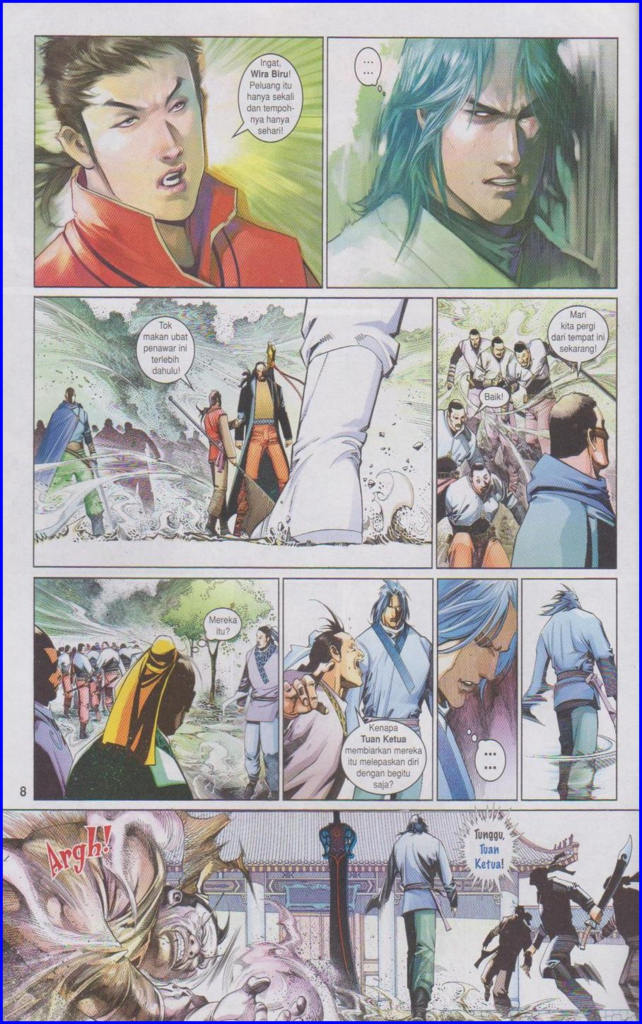 Ingat,
Wira Biru!
Peluang itu
hanya sekali
dan tempoh-
nya hanya
sehari!
...
...
Tok
makan ubat
penawar ini
terlebih
dahulu!
Mari
kita pergi
dari tempat ini
sekarang!
Baik!
Mereka
itu?
Kenapa
Tuan Ketua
membiarkan mereka
itu melepaskan diri
dengan begitu
saja?
...
...
8
Argh!
Tunggu,
Tuan
Ketua!